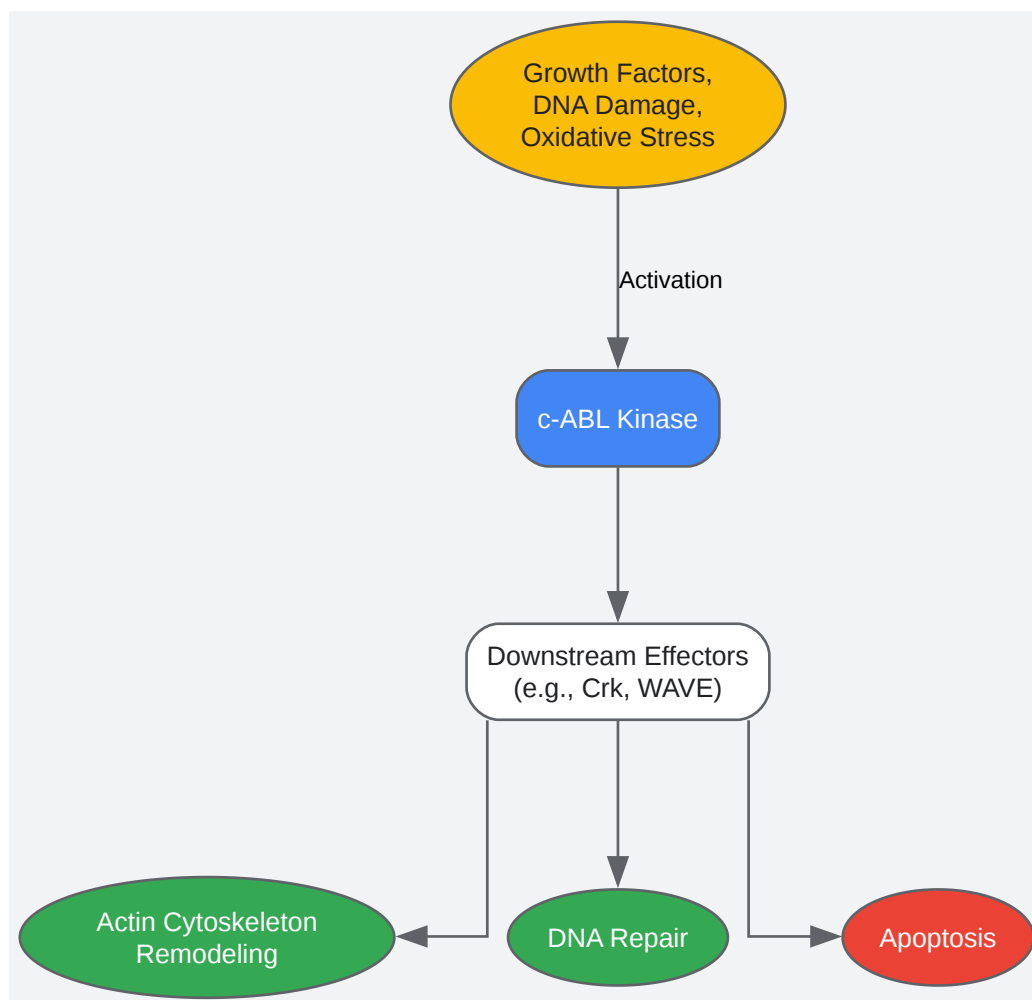 Growth Factors,
DNA Damage,
Oxidative Stress
Activation
c-ABL Kinase
Downstream Effectors
(e.g., Crk, WAVE)
Actin Cytoskeleton
Remodeling
DNA Repair
Apoptosis